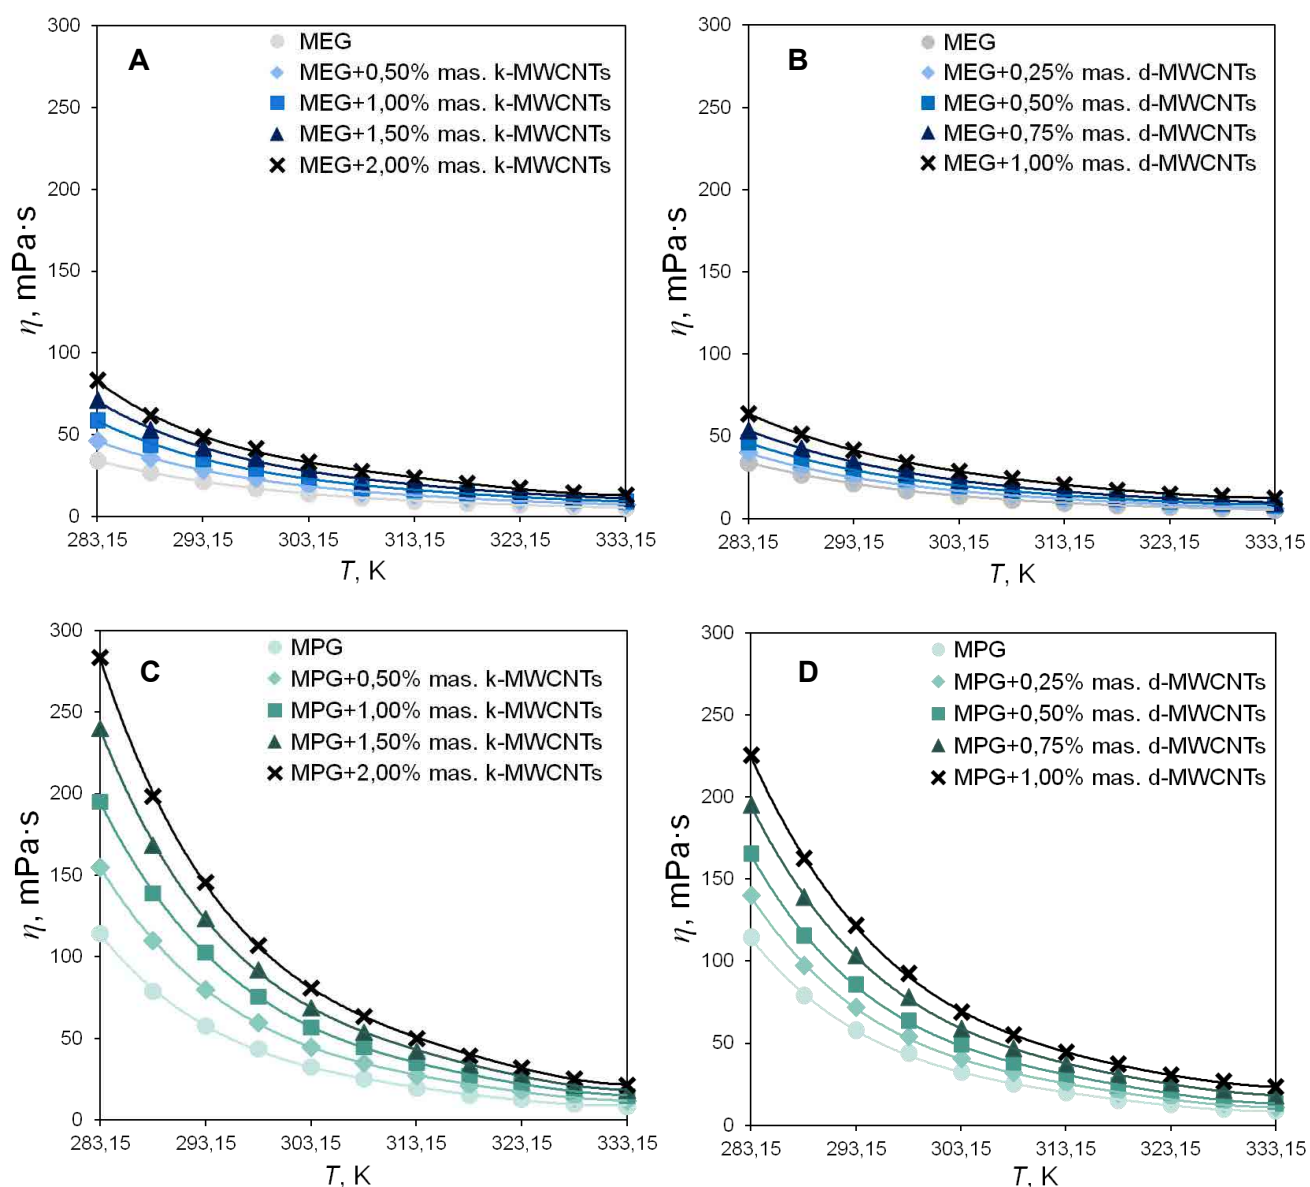 A
MEG
MEG+0,50% mas. k-MWCNTs
MEG+1,00% mas. k-MWCNTs
MEG+1,50% mas. k-MWCNTs
MEG+2,00% mas. k-MWCNTs
300
250
200
150
100
50
0
η, mPa·s
283,15 293,15 303,15 313,15 323,15 333,15
T, K
B
MEG
MEG+0,25% mas. d-MWCNTs
MEG+0,50% mas. d-MWCNTs
MEG+0,75% mas. d-MWCNTs
MEG+1,00% mas. d-MWCNTs
300
250
200
150
100
50
0
η, mPa·s
283,15 293,15 303,15 313,15 323,15 333,15
T, K
C
MPG
MPG+0,50% mas. k-MWCNTs
MPG+1,00% mas. k-MWCNTs
MPG+1,50% mas. k-MWCNTs
MPG+2,00% mas. k-MWCNTs
300
250
200
150
100
50
0
η, mPa·s
283,15 293,15 303,15 313,15 323,15 333,15
T, K
D
MPG
MPG+0,25% mas. d-MWCNTs
MPG+0,50% mas. d-MWCNTs
MPG+0,75% mas. d-MWCNTs
MPG+1,00% mas. d-MWCNTs
300
250
200
150
100
50
0
η, mPa·s
283,15 293,15 303,15 313,15 323,15 333,15
T, K